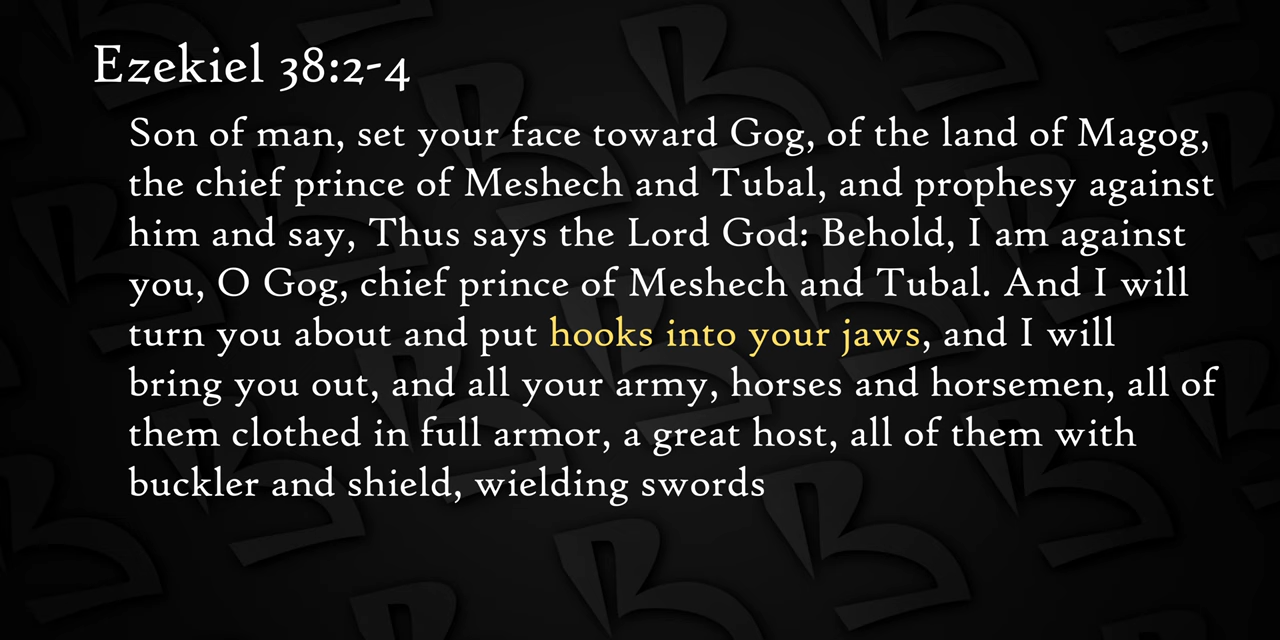 Ezekiel 38:2-4
Son of man, set your face toward Gog, of the land of Magog,
the chief prince of Meshech and Tubal, and prophesy against
him and say, Thus says the Lord God: Behold, I am against
you, O Gog, chief prince of Meshech and Tubal. And I will
turn you about and put hooks into your jaws, and I will
bring you out, and all your army, horses and horsemen, all of
them clothed in full armor, a great host, all of them with
buckler and shield, wielding swords